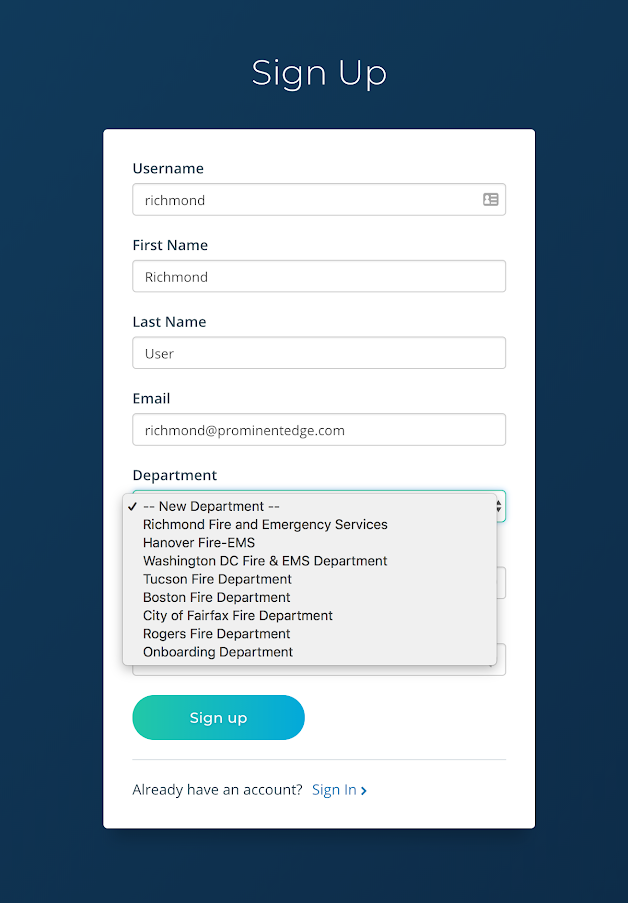 Sign Up
Username
richmond
First Name
Richmond
Last Name
User
Email
richmond@prominentedge.com
Department
✓ -- New Department --
Richmond Fire and Emergency Services
Hanover Fire-EMS
Washington DC Fire & EMS Department
Tucson Fire Department
Boston Fire Department
City of Fairfax Fire Department
Rogers Fire Department
Onboarding Department
Sign up
Already have an account? Sign In >